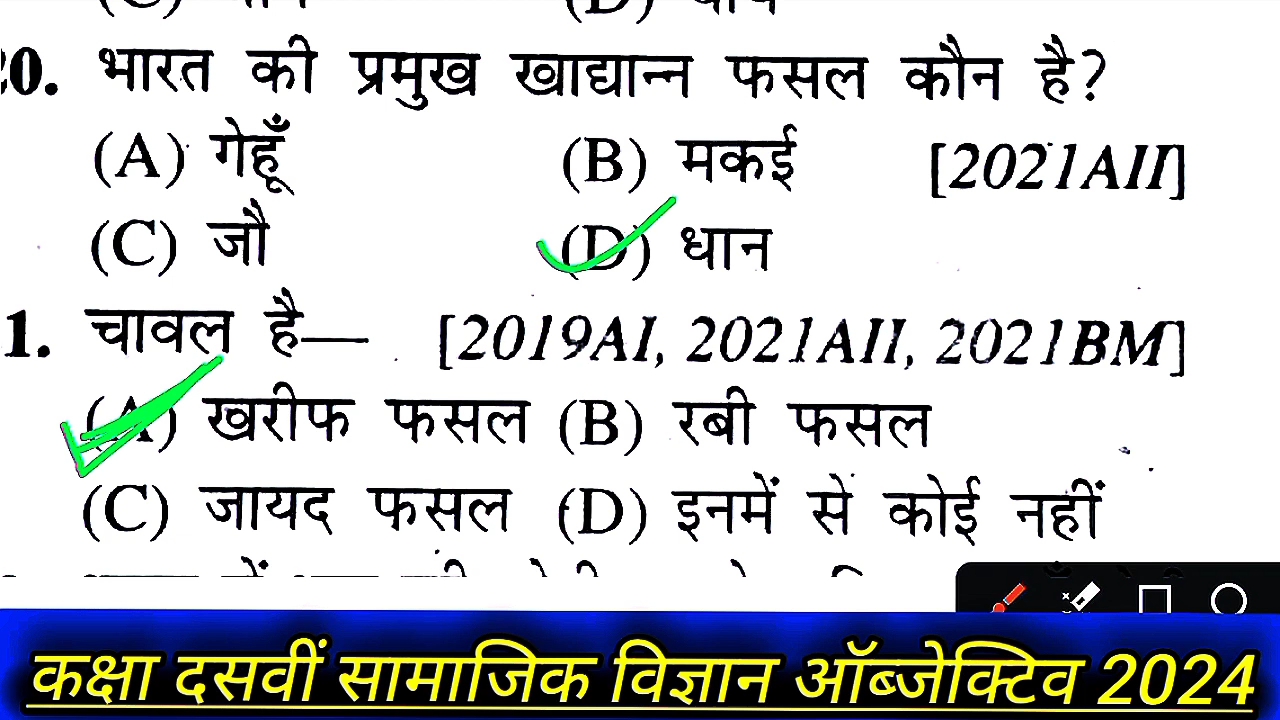 20. भारत की प्रमुख खाद्यान्न फसल कौन है?
(A) गेहूँ (B) मकई [2021AII]
(C) जौ (D) धान
1. चावल है— [2019AI, 2021AII, 2021BM]
(A) खरीफ फसल (B) रबी फसल
(C) जायद फसल (D) इनमें से कोई नहीं
कक्षा दसवीं सामाजिक विज्ञान ऑब्जेक्टिव 2024